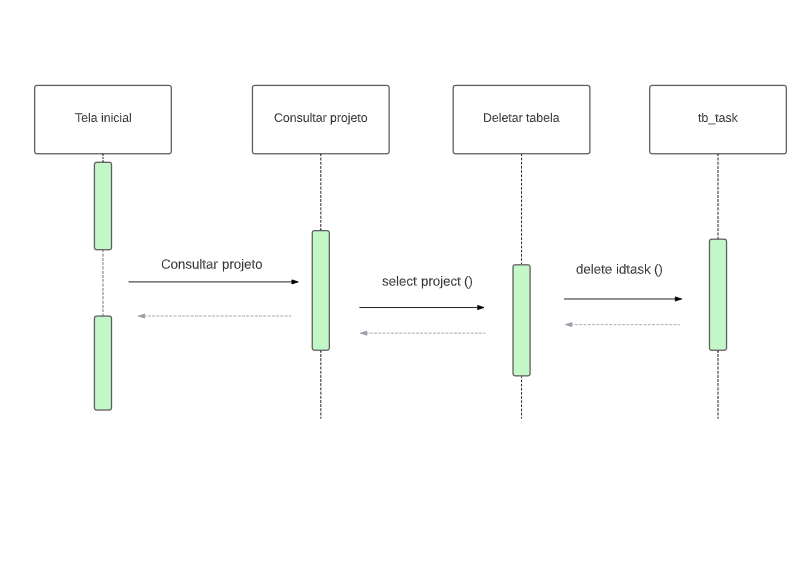 Tela inicial
Consultar projeto
Deletar tabela
tb_task
Consultar projeto
select project ()
delete idtask ()